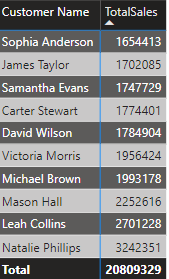 Customer Name TotalSales
Sophia Anderson 1654413
James Taylor 1702085
Samantha Evans 1747729
Carter Stewart 1774401
David Wilson 1784904
Victoria Morris 1956424
Michael Brown 1993178
Mason Hall 2252616
Leah Collins 2701228
Natalie Phillips 3242351
Total 20809329